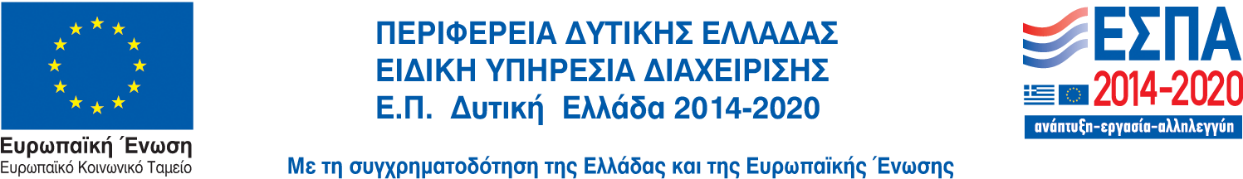 Ευρωπαϊκή Ένωση
Ευρωπαϊκό Κοινωνικό Ταμείο
ΠΕΡΙΦΕΡΕΙΑ ΔΥΤΙΚΗΣ ΕΛΛΑΔΑΣ
ΕΙΔΙΚΗ ΥΠΗΡΕΣΙΑ ΔΙΑΧΕΙΡΙΣΗΣ
Ε.Π. Δυτική Ελλάδα 2014-2020
Με τη συγχρηματοδότηση της Ελλάδας και της Ευρωπαϊκής Ένωσης
ΕΣΠΑ
2014-2020
ανάπτυξη-εργασία-αλληλεγγύη